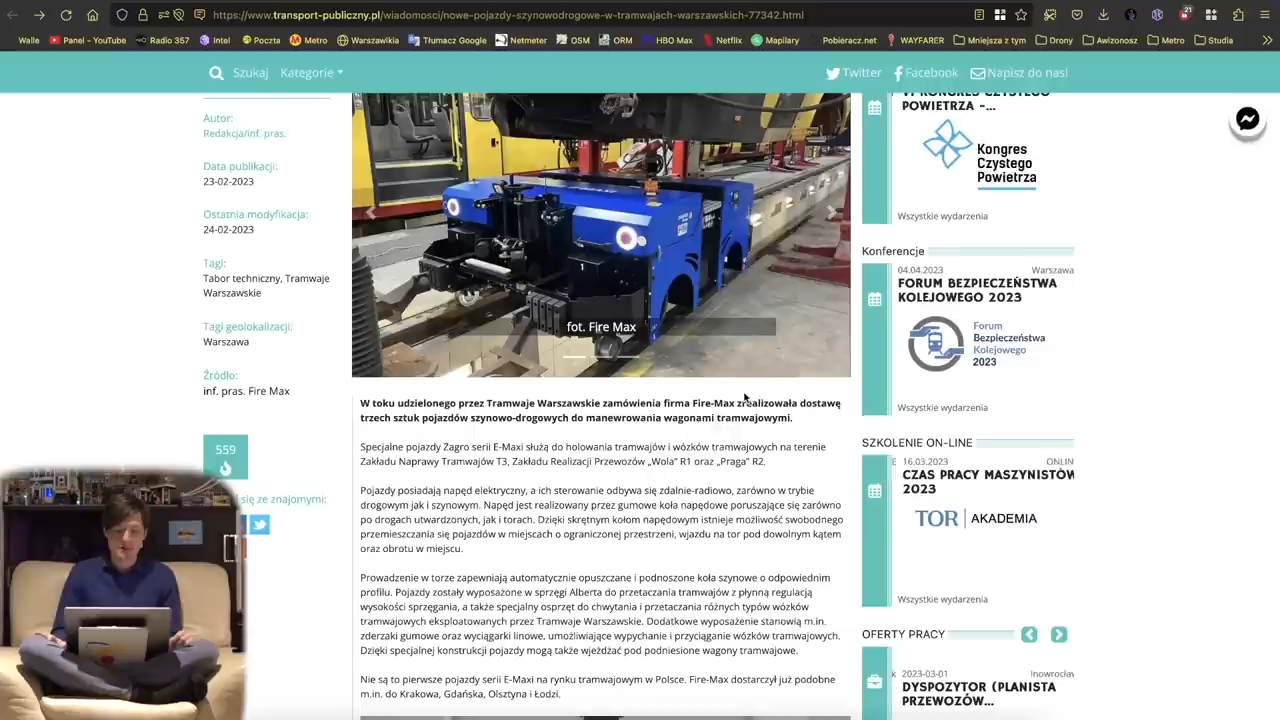 https://www.transport-publiczny.pl/wiadomosci/nowe-pojazdy-szynowodrogowe-w-tramwajach-warszawskich-77342.html
21
Walle
Panel - YouTube
Radio 357
Intel
Poczta
Metro
Warszawikia
Tłumacz Google
Netmeter
OSM
ORM
HBO Max
Netflix
Mapilary
Pobieracz.net
WAYFARER
Mniejsza z tym
Drony
Awizonosz
Metro
Studia
Szukaj
Kategorie
Twitter
Facebook
Napisz do nas!
Autor:
Redakcja/inf. pras.
Data publikacji:
23-02-2023
Ostatnia modyfikacja:
24-02-2023
Tagi:
Tabor techniczny, Tramwaje
Warszawskie
Tagi geolokalizacji:
Warszawa
Źródło:
inf. pras. Fire Max
559
się ze znajomymi:
fot. Fire Max
W toku udzielonego przez Tramwaje Warszawskie zamówienia firma Fire-Max zrealizowała dostawę
trzech sztuk pojazdów szynowo-drogowych do manewrowania wagonami tramwajowymi.
Specjalne pojazdy Zagro serii E-Maxi służą do holowania tramwajów i wózków tramwajowych na terenie
Zakładu Naprawy Tramwajów T3, Zakładu Realizacji Przewozów „Wola” R1 oraz „Praga” R2.
Pojazdy posiadają napęd elektryczny, a ich sterowanie odbywa się zdalnie-radiowo, zarówno w trybie
drogowym jak i szynowym. Napęd jest realizowany przez gumowe koła napędowe poruszające się zarówno
po drogach utwardzonych, jak i torach. Dzięki skrętnym kołom napędowym istnieje możliwość swobodnego
przemieszczania się pojazdów w miejscach o ograniczonej przestrzeni, wjazdu na tor pod dowolnym kątem
oraz obrotu w miejscu.
Prowadzenie w torze zapewniają automatycznie opuszczane i podnoszone koła szynowe o odpowiednim
profilu. Pojazdy zostały wyposażone w sprzęgi Alberta do przetaczania tramwajów z płynną regulacją
wysokości sprzęgania, a także specjalny osprzęt do chwytania i przetaczania różnych typów wózków
tramwajowych eksploatowanych przez Tramwaje Warszawskie. Dodatkowe wyposażenie stanowią m.in.
zderzaki gumowe oraz wyciągarki linowe, umożliwiające wypychanie i przyciąganie wózków tramwajowych.
Dzięki specjalnej konstrukcji pojazdy mogą także wjeżdżać pod podniesione wagony tramwajowe.
Nie są to pierwsze pojazdy serii E-Maxi na rynku tramwajowym w Polsce. Fire-Max dostarczył już podobne
m.in. do Krakowa, Gdańska, Olsztyna i Łodzi.
VI KONGRES CZYSTEGO
POWIETRZA -...
Kongres
Czystego
Powietrza
Wszystkie wydarzenia
Konferencje
04.04.2023
Warszawa
FORUM BEZPIECZEŃSTWA
KOLEJOWEGO 2023
Forum
Bezpieczeństwa
Kolejowego
2023
Wszystkie wydarzenia
SZKOLENIE ON-LINE
E
16.03.2023
ONLIN
CZAS PRACY MASZYNISTÓW
2023
TOR AKADEMIA
Wszystkie wydarzenia
OFERTY PRACY
k
2023-03-01
Inowrocław
DYSPOZYTOR (PLANISTA
PRZEWOZÓW...